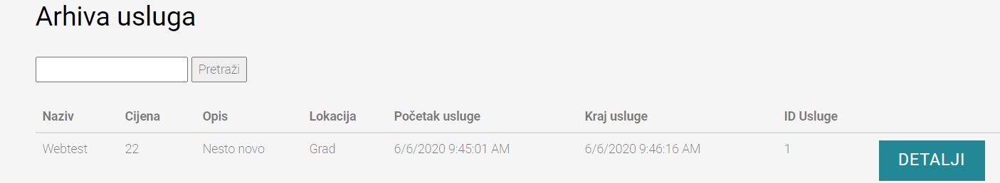 Arhiva usluga
Pretraži
Naziv Cijena Opis Lokacija Početak usluge Kraj usluge ID Usluge
Webtest 22 Nesto novo Grad 6/6/2020 9:45:01 AM 6/6/2020 9:46:16 AM 1 DETALJI